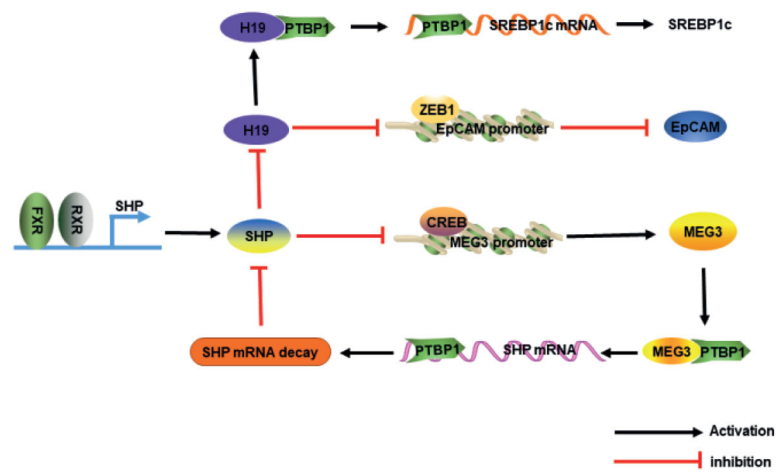 H19 PTBP1
PTBP1 SREBP1c mRNA
SREBP1c
H19
ZEB1
EpCAM promoter
EpCAM
FXR
RXR
SHP
SHP
CREB
MEG3 promoter
MEG3
SHP mRNA decay
PTBP1 SHP mRNA
MEG3 PTBP1
Activation
inhibition